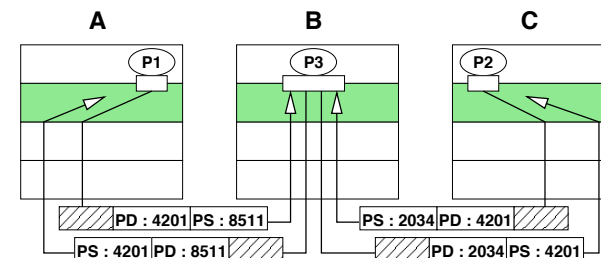 A B C
P1 P3 P2
PD : 4201 PS : 8511 PS : 2034 PD : 4201
PS : 4201 PD : 8511 PD : 2034 PS : 4201